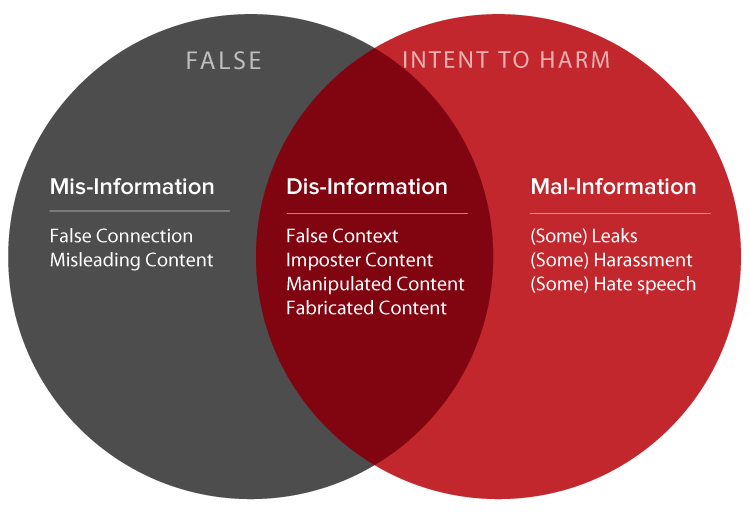 FALSE
INTENT TO HARM
Mis-Information
False Connection
Misleading Content
Dis-Information
False Context
Imposter Content
Manipulated Content
Fabricated Content
Mal-Information
(Some) Leaks
(Some) Harassment
(Some) Hate speech